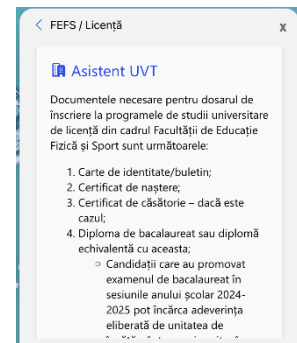 FEFS / Licență
x
Asistent UVT
Documentele necesare pentru dosarul de
înscriere la programele de studii universitare
de licență din cadrul Facultății de Educație
Fizică și Sport sunt următoarele:
1. Carte de identitate/buletin;
2. Certificat de naștere;
3. Certificat de căsătorie – dacă este
cazul;
4. Diploma de bacalaureat sau diplomă
echivalentă cu aceasta;
Candidații care au promovat
examenul de bacalaureat în
sesiunile anului școlar 2024-
2025 pot încărca adeverința
eliberată de unitatea de